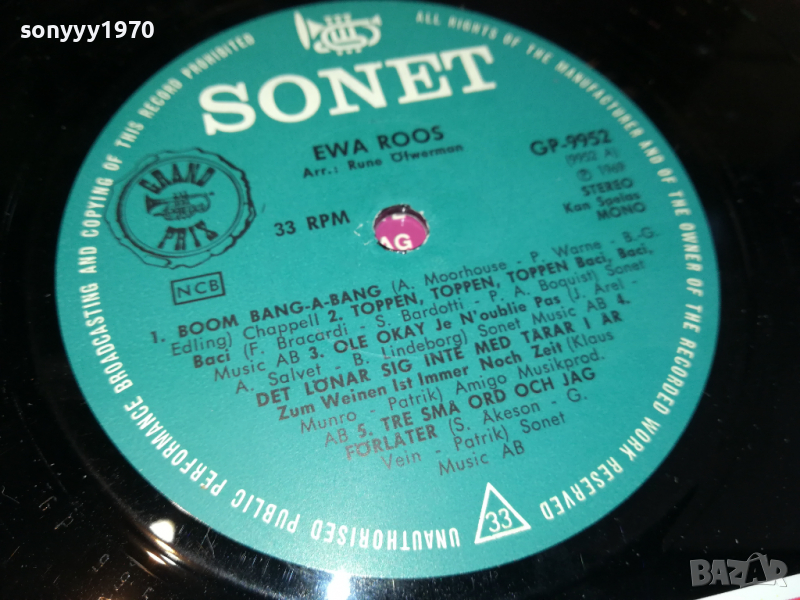 sonyyy1970
UNAUTHORISED PUBLIC PERFORMANCE BROADCASTING AND COPYING OF THIS RECORD PROHIBITED
ALL RIGHTS OF THE MANUFACTURER AND OF THE OWNER OF THE RECORDED WORK RESERVED
SONET
EWA ROOS
Arr.: Rune Öfwerman
GP-9952
(9952 A)
Ⓟ 1969
STEREO
Kan Spelas
MONO
GRAND
PRIX
33 RPM
AG
NCB
1. BOOM BANG-A-BANG (A. Moorhouse - P. Warne - B.-G.
Edling) Chappell 2. TOPPEN, TOPPEN, TOPPEN Baci, Baci,
Baci (F. Bracardi - S. Bardotti - P. A. Boquist) Sonet
Music AB 3. OLE OKAY Je N'oublie Pas (J. Arel -
A. Salvet - B. Lindeborg) Sonet Music AB 4.
DET LÖNAR SIG INTE MED TÅRAR I ÅR
Zum Weinen Ist Immer Noch Zeit (Klaus
Munro - Patrik) Amigo Musikprod.
AB 5. TRE SMÅ ORD OCH JAG
FÖRLÅTER (S. Åkeson - G.
Vein - Patrik) Sonet
Music AB
33
BAZAR